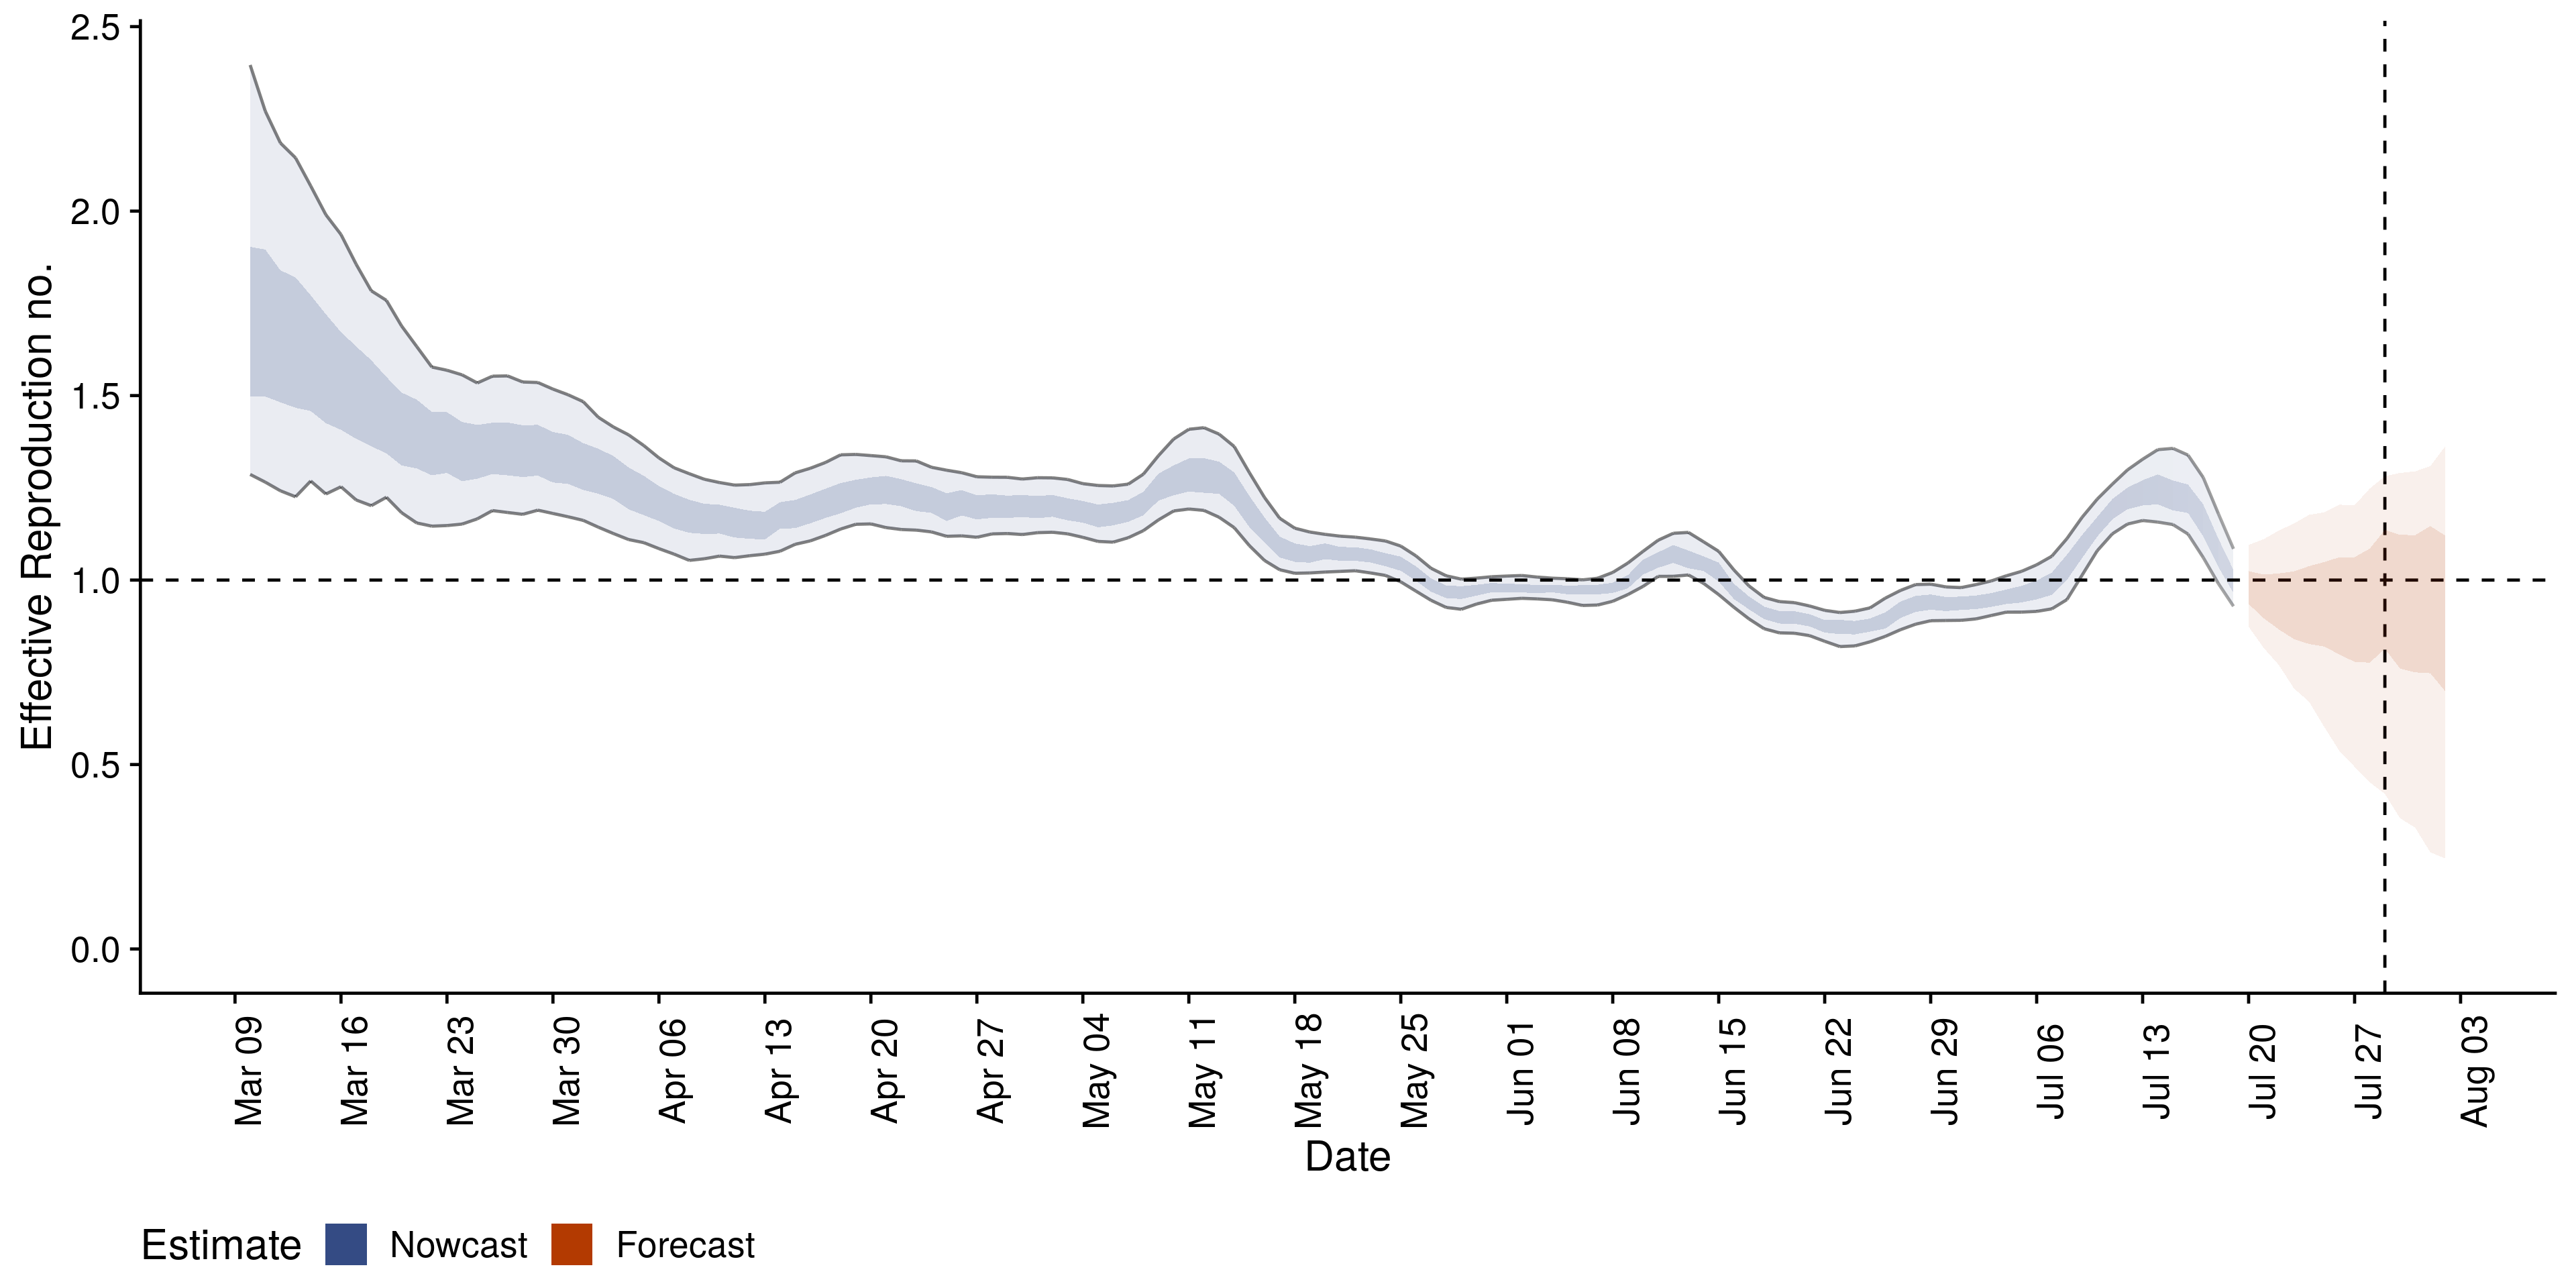 Effective Reproduction no.
2.5
2.0
1.5
1.0
0.5
0.0
Mar 09
Mar 16
Mar 23
Mar 30
Apr 06
Apr 13
Apr 20
Apr 27
May 04
May 11
May 18
May 25
Jun 01
Jun 08
Jun 15
Jun 22
Jun 29
Jul 06
Jul 13
Jul 20
Jul 27
Aug 03
Date
Estimate Nowcast Forecast